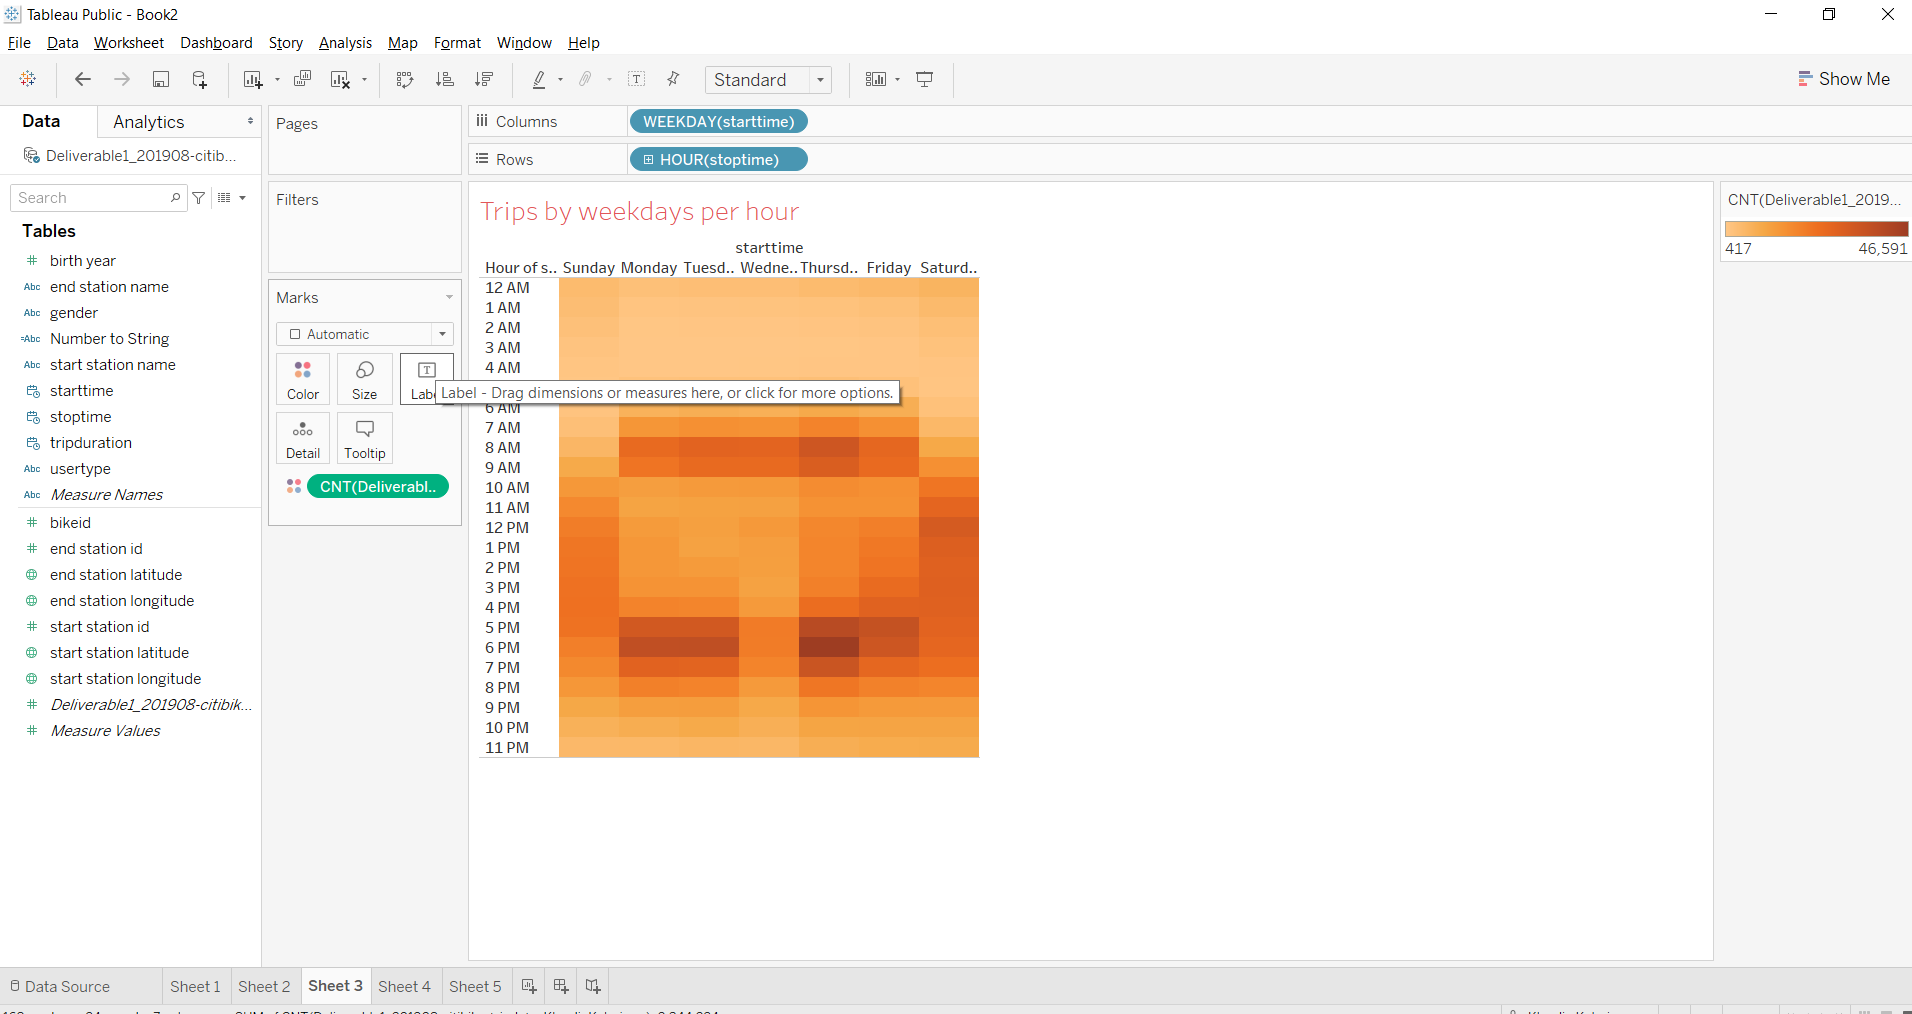 Tableau Public - Book2
File Data Worksheet Dashboard Story Analysis Map Format Window Help
Standard
Show Me
Data
Analytics
Deliverable1_201908-citib...
Search
Tables
birth year
Abc end station name
Abc gender
=Abc Number to String
Abc start station name
starttime
stoptime
tripduration
Abc usertype
Abc Measure Names
bikeid
end station id
end station latitude
end station longitude
start station id
start station latitude
start station longitude
Deliverable1_201908-citibik...
Measure Values
Pages
Filters
Marks
Automatic
Color Size
Label - Drag dimensions or measures here, or click for more options.
Detail Tooltip
CNT(Deliverabl..
Columns WEEKDAY(starttime)
Rows HOUR(stoptime)
Trips by weekdays per hour
starttime
Hour of s.. Sunday Monday Tuesd.. Wedne.. Thursd.. Friday Saturd..
12 AM
1 AM
2 AM
3 AM
4 AM
6 AM
7 AM
8 AM
9 AM
10 AM
11 AM
12 PM
1 PM
2 PM
3 PM
4 PM
5 PM
6 PM
7 PM
8 PM
9 PM
10 PM
11 PM
CNT(Deliverable1_2019...
417 46,591
Data Source Sheet 1 Sheet 2 Sheet 3 Sheet 4 Sheet 5